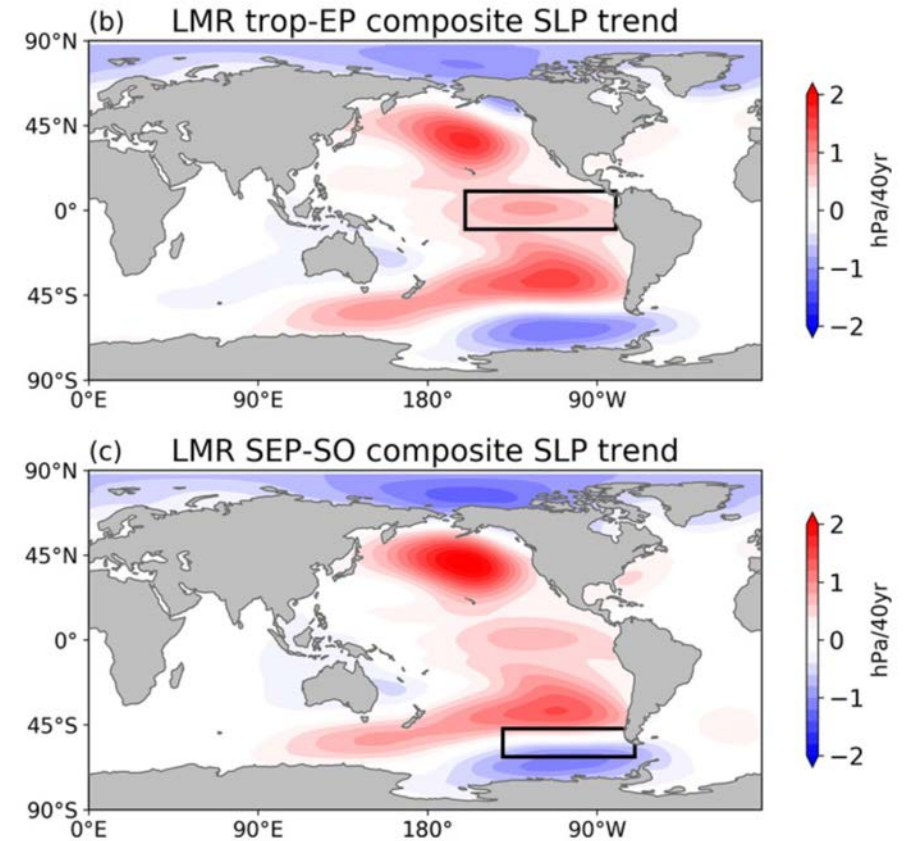 (b) LMR trop-EP composite SLP trend
90°N
45°N
0°
45°S
90°S
0°E 90°E 180° 90°W
2
1
0
−1
−2
hPa/40yr
(c) LMR SEP-SO composite SLP trend
90°N
45°N
0°
45°S
90°S
0°E 90°E 180° 90°W
2
1
0
−1
−2
hPa/40yr